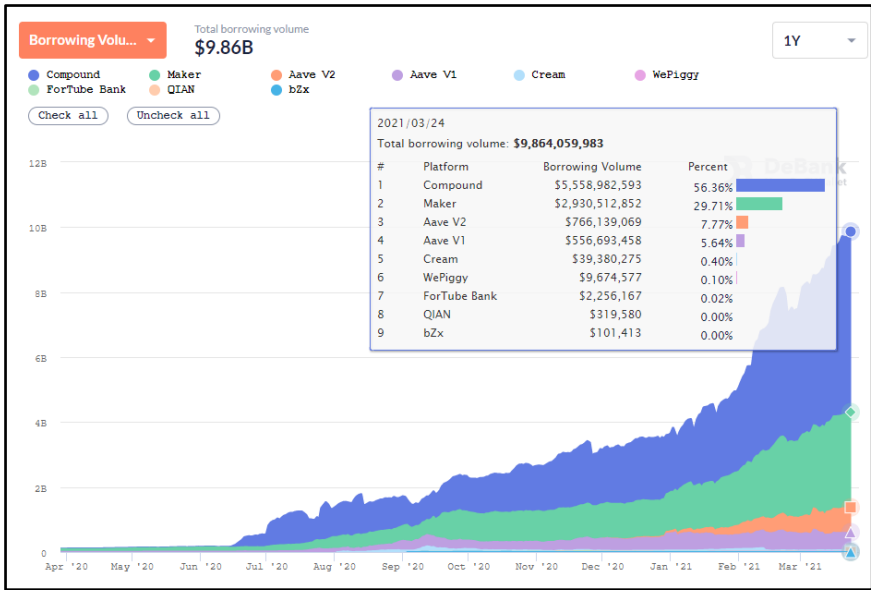 Borrowing Volu...
Total borrowing volume
$9.86B
1Y
Compound Maker Aave V2 Aave V1 Cream WePiggy
ForTube Bank QIAN bZx
Check all Uncheck all
2021/03/24
Total borrowing volume: $9,864,059,983
# Platform Borrowing Volume Percent
1 Compound $5,558,982,593 56.36%
2 Maker $2,930,512,852 29.71%
3 Aave V2 $766,139,069 7.77%
4 Aave V1 $556,693,458 5.64%
5 Cream $39,380,275 0.40%
6 WePiggy $9,674,577 0.10%
7 ForTube Bank $2,256,167 0.02%
8 QIAN $319,580 0.00%
9 bZx $101,413 0.00%
DeBank
12B
10B
8B
6B
4B
2B
0
Apr '20 May '20 Jun '20 Jul '20 Aug '20 Sep '20 Oct '20 Nov '20 Dec '20 Jan '21 Feb '21 Mar '21